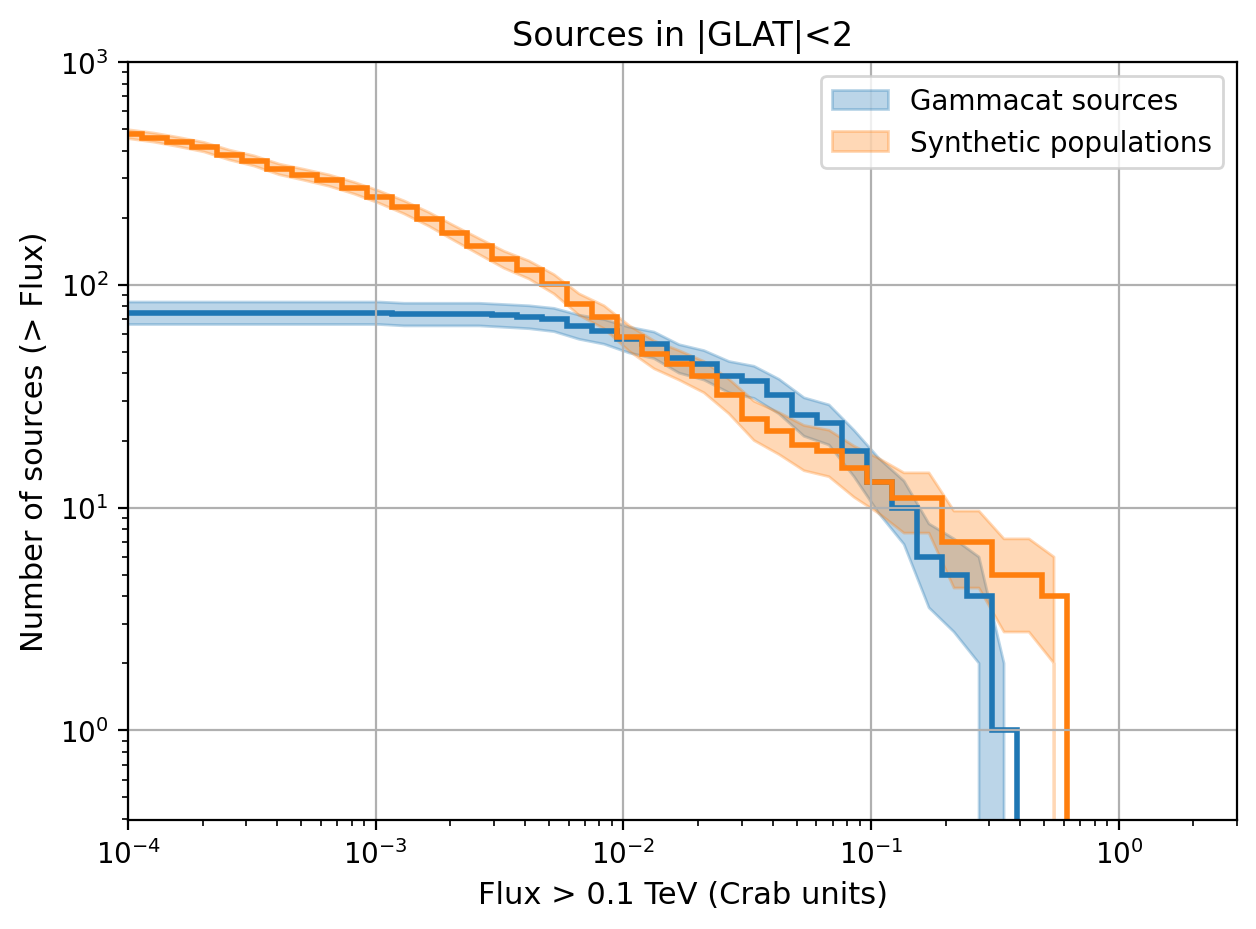 Sources in |GLAT|<2
Number of sources (> Flux)
10³
10²
10¹
10⁰
Gammacat sources
Synthetic populations
10⁻⁴ 10⁻³ 10⁻² 10⁻¹ 10⁰
Flux > 0.1 TeV (Crab units)